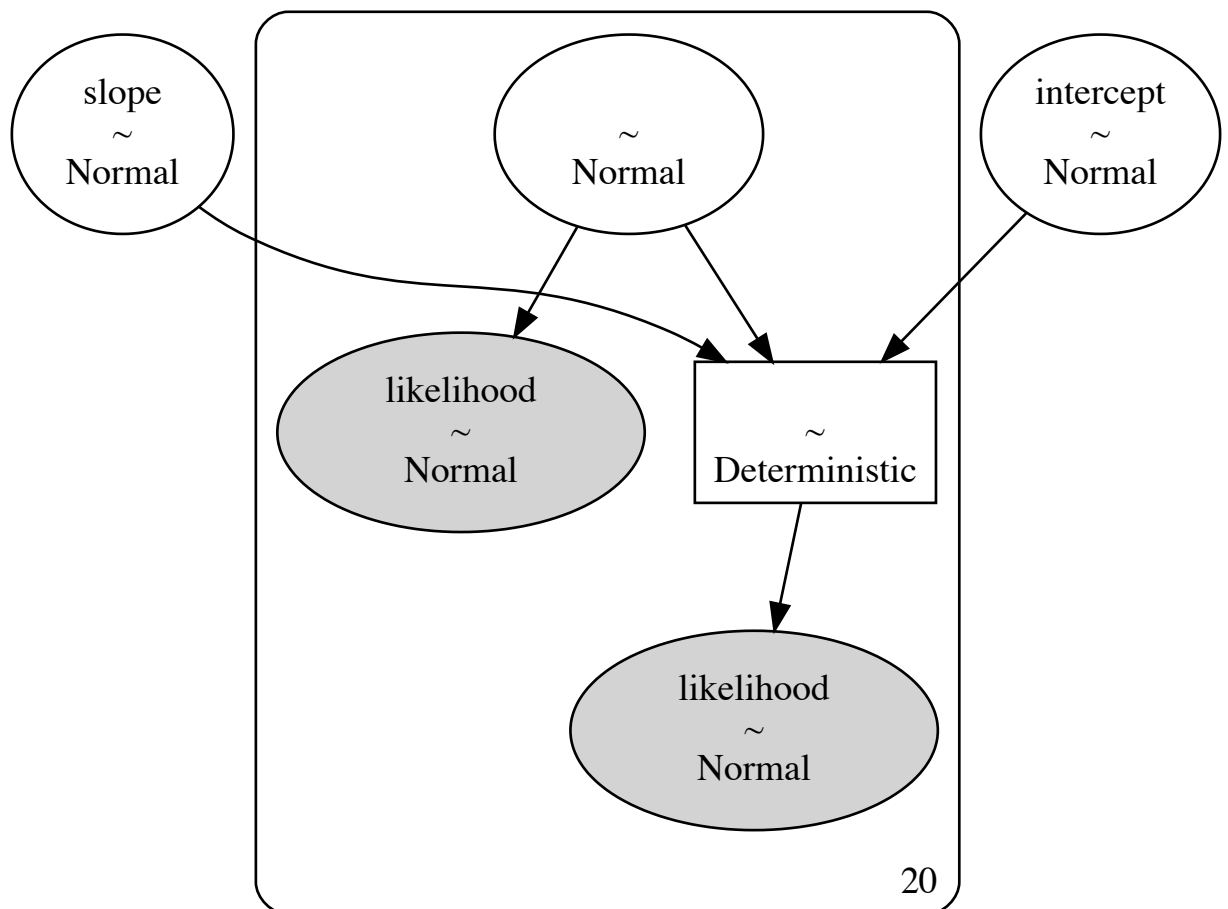 slope
~
Normal
~
Normal
intercept
~
Normal
likelihood
~
Normal
~
Deterministic
likelihood
~
Normal
20